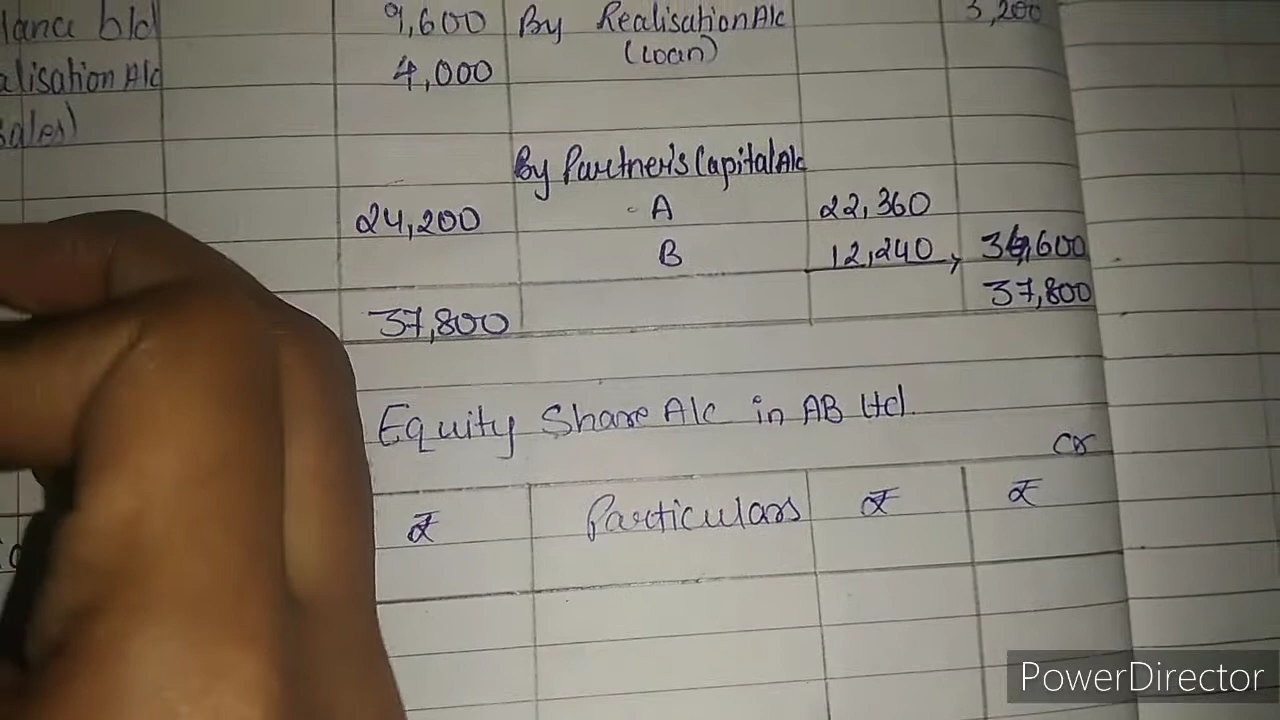 lance b/d 9,600 By Realisation A/c 3,200
alisation A/c 4,000 (Loan)
sales)
By Partner's Capital A/c
24,200 - A 22,360
B 12,240, 34,600
37,800
37,800
Equity Share A/c in AB Ltd.
Cr
₹ Particulars ₹ ₹
PowerDirector